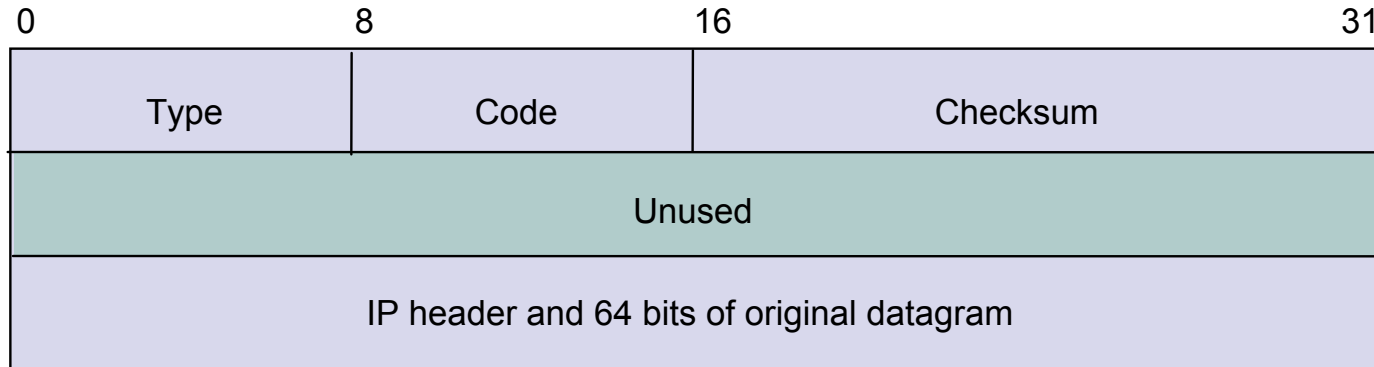 0 8 16 31
Type Code Checksum
Unused
IP header and 64 bits of original datagram